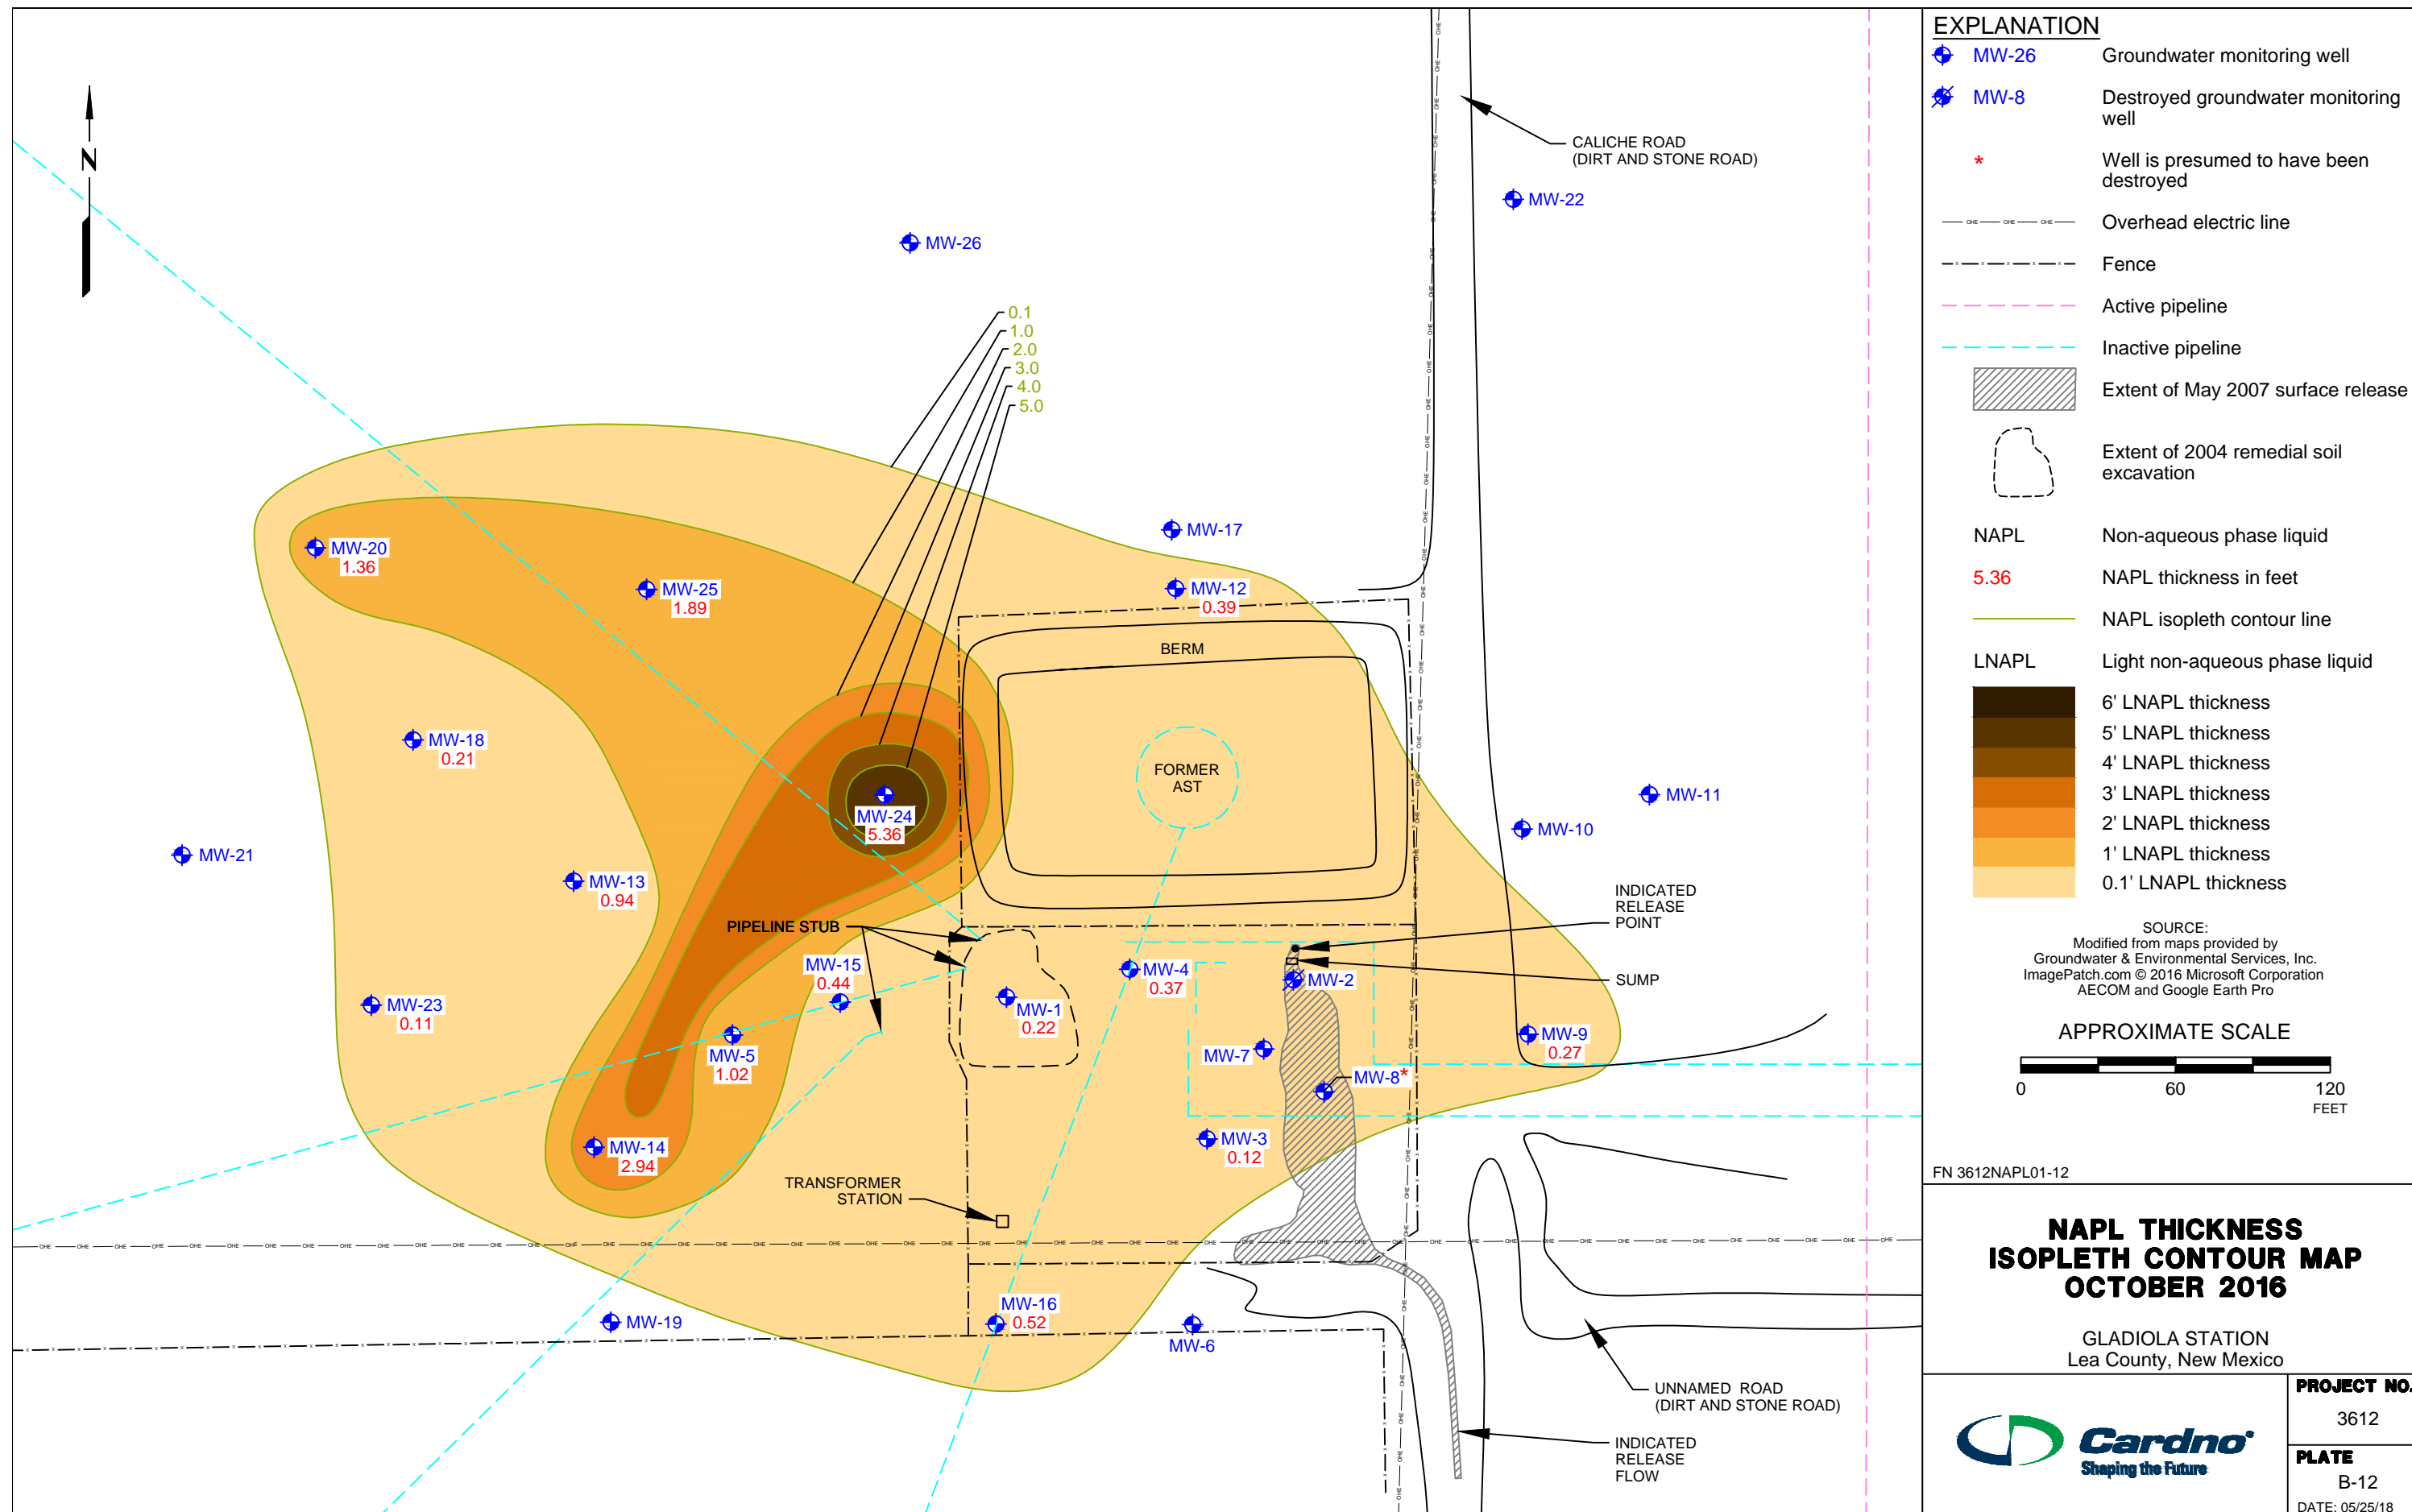 N
0.1
1.0
2.0
3.0
4.0
5.0
CALICHE ROAD
(DIRT AND STONE ROAD)
MW-22
MW-26
MW-17
MW-20
1.36
MW-25
1.89
MW-12
0.39
BERM
MW-18
0.21
FORMER
AST
MW-24
5.36
MW-11
MW-10
MW-21
MW-13
0.94
INDICATED
RELEASE
POINT
PIPELINE STUB
MW-15
0.44
MW-4
0.37
MW-2
SUMP
MW-23
0.11
MW-1
0.22
MW-5
1.02
MW-7
MW-9
0.27
MW-8*
MW-14
2.94
MW-3
0.12
TRANSFORMER
STATION
OHE OHE OHE OHE OHE OHE OHE OHE
MW-19
MW-16
0.52
MW-6
UNNAMED ROAD
(DIRT AND STONE ROAD)
INDICATED
RELEASE
FLOW
EXPLANATION
MW-26 Groundwater monitoring well
MW-8 Destroyed groundwater monitoring
well
* Well is presumed to have been
destroyed
OHE OHE OHE Overhead electric line
Fence
Active pipeline
Inactive pipeline
Extent of May 2007 surface release
Extent of 2004 remedial soil
excavation
NAPL Non-aqueous phase liquid
5.36 NAPL thickness in feet
NAPL isopleth contour line
LNAPL Light non-aqueous phase liquid
6' LNAPL thickness
5' LNAPL thickness
4' LNAPL thickness
3' LNAPL thickness
2' LNAPL thickness
1' LNAPL thickness
0.1' LNAPL thickness
SOURCE:
Modified from maps provided by
Groundwater & Environmental Services, Inc.
ImagePatch.com © 2016 Microsoft Corporation
AECOM and Google Earth Pro
APPROXIMATE SCALE
0 60 120
FEET
FN 3612NAPL01-12
NAPL THICKNESS
ISOPLETH CONTOUR MAP
OCTOBER 2016
GLADIOLA STATION
Lea County, New Mexico
Cardno
Shaping the Future
PROJECT NO.
3612
PLATE
B-12
DATE: 05/25/18